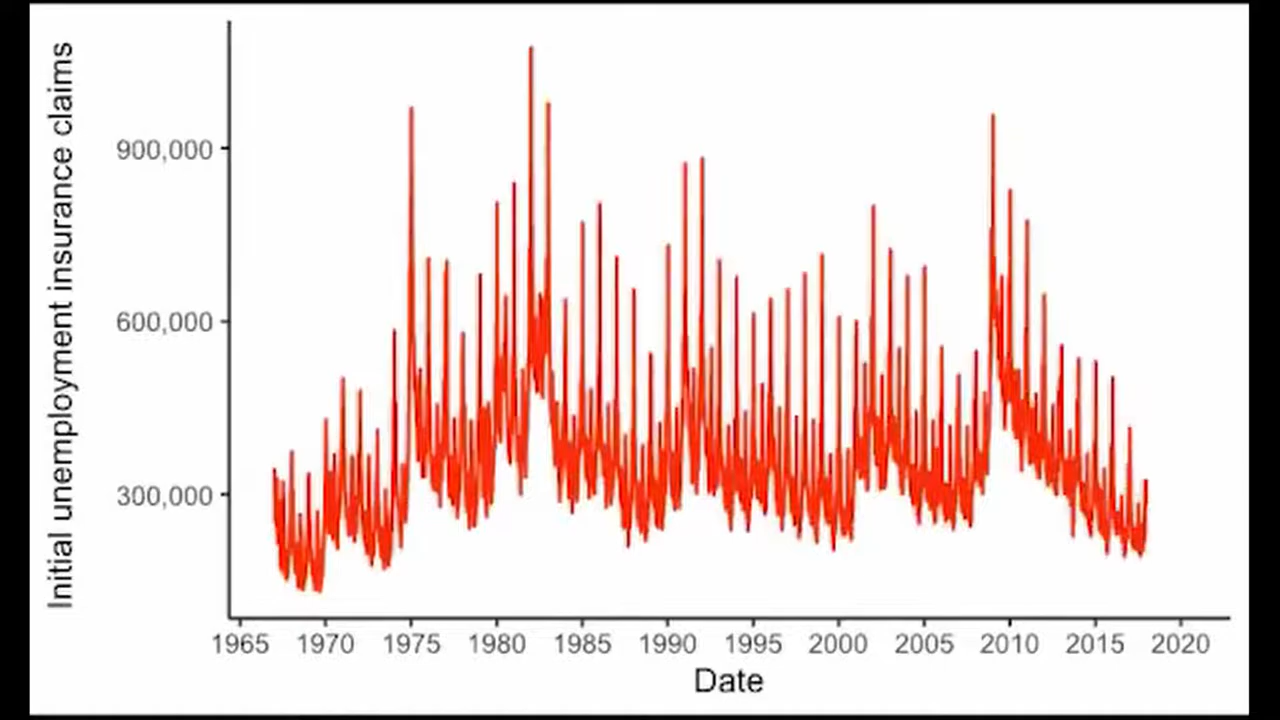 Initial unemployment insurance claims
900,000
600,000
300,000
1965 1970 1975 1980 1985 1990 1995 2000 2005 2010 2015 2020
Date